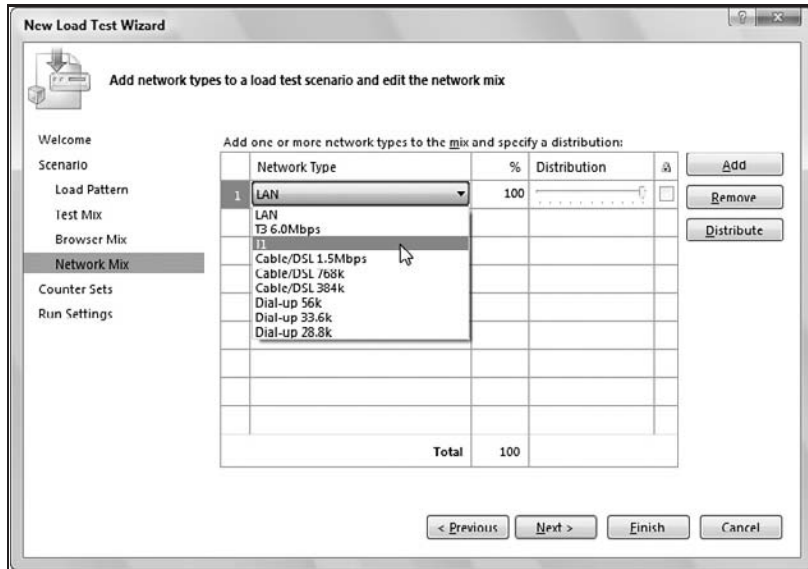 New Load Test Wizard
Add network types to a load test scenario and edit the network mix
Welcome
Scenario
Load Pattern
Test Mix
Browser Mix
Network Mix
Counter Sets
Run Settings
Add one or more network types to the mix and specify a distribution:
Network Type % Distribution
1 LAN 100
LAN
T3 6.0Mbps
T1
Cable/DSL 1.5Mbps
Cable/DSL 768k
Cable/DSL 384k
Dial-up 56k
Dial-up 33.6k
Dial-up 28.8k
Total 100
Add
Remove
Distribute
< Previous
Next >
Finish
Cancel